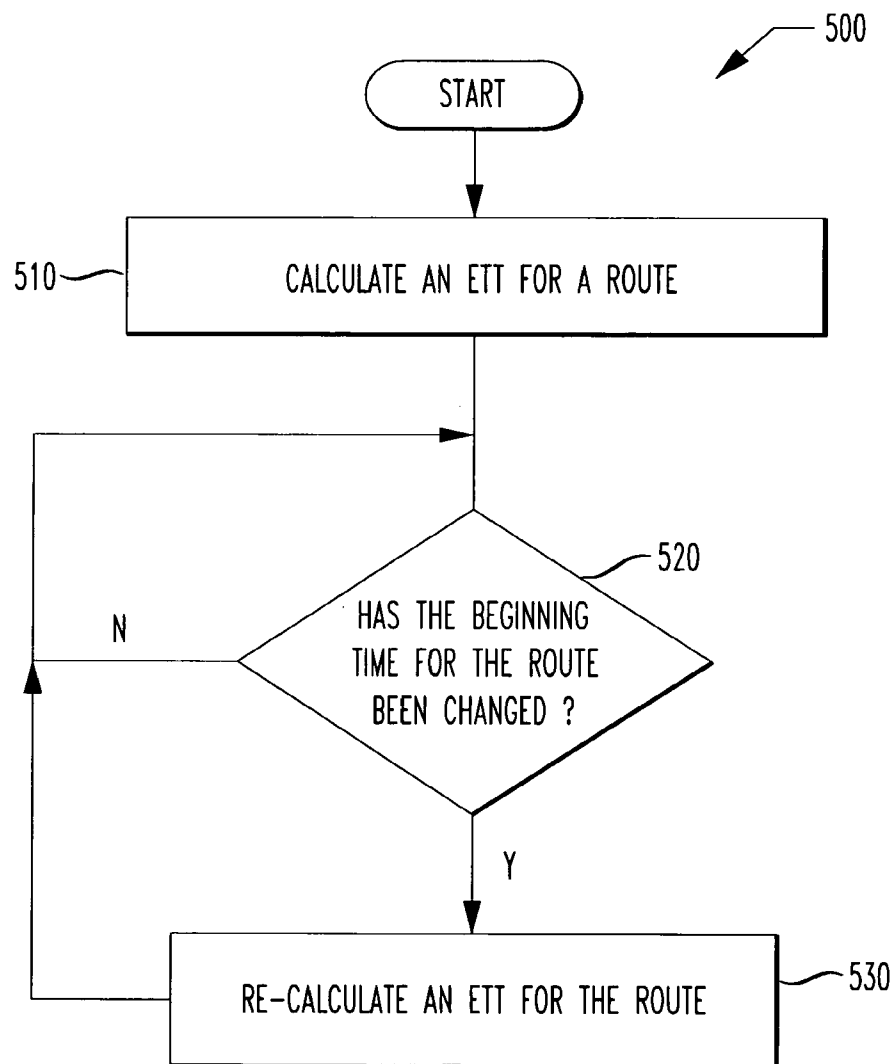 500
START
510
CALCULATE AN ETT FOR A ROUTE
520
HAS THE BEGINNING
TIME FOR THE ROUTE
BEEN CHANGED ?
N
Y
RE-CALCULATE AN ETT FOR THE ROUTE
530